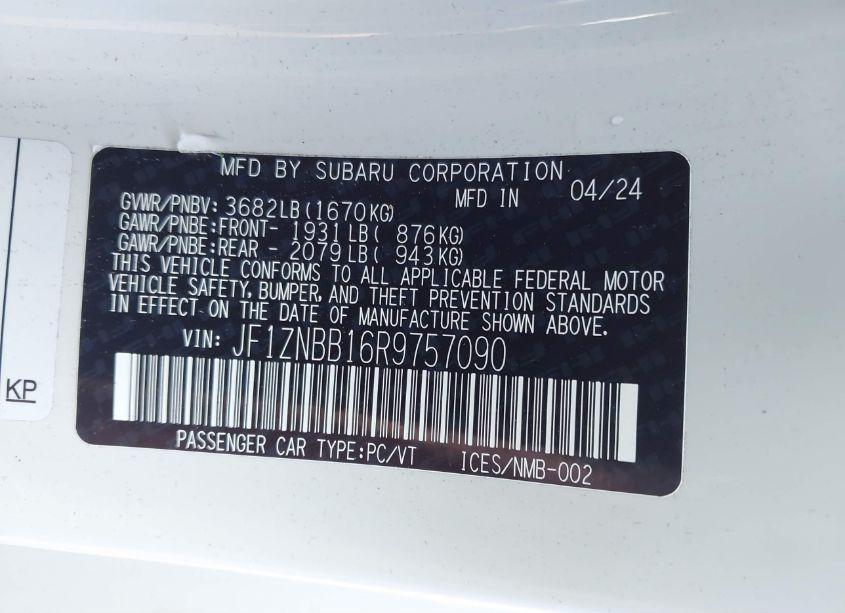 MFD BY SUBARU CORPORATION
MFD IN 04/24
GVWR/PNBV: 3682LB(1670KG)
GAWR/PNBE:FRONT- 1931LB( 876KG)
GAWR/PNBE:REAR - 2079LB( 943KG)
THIS VEHICLE CONFORMS TO ALL APPLICABLE FEDERAL MOTOR
VEHICLE SAFETY, BUMPER, AND THEFT PREVENTION STANDARDS
IN EFFECT ON THE DATE OF MANUFACTURE SHOWN ABOVE.
VIN: JF1ZNBB16R9757090
PASSENGER CAR TYPE:PC/VT ICES/NMB-002
KP